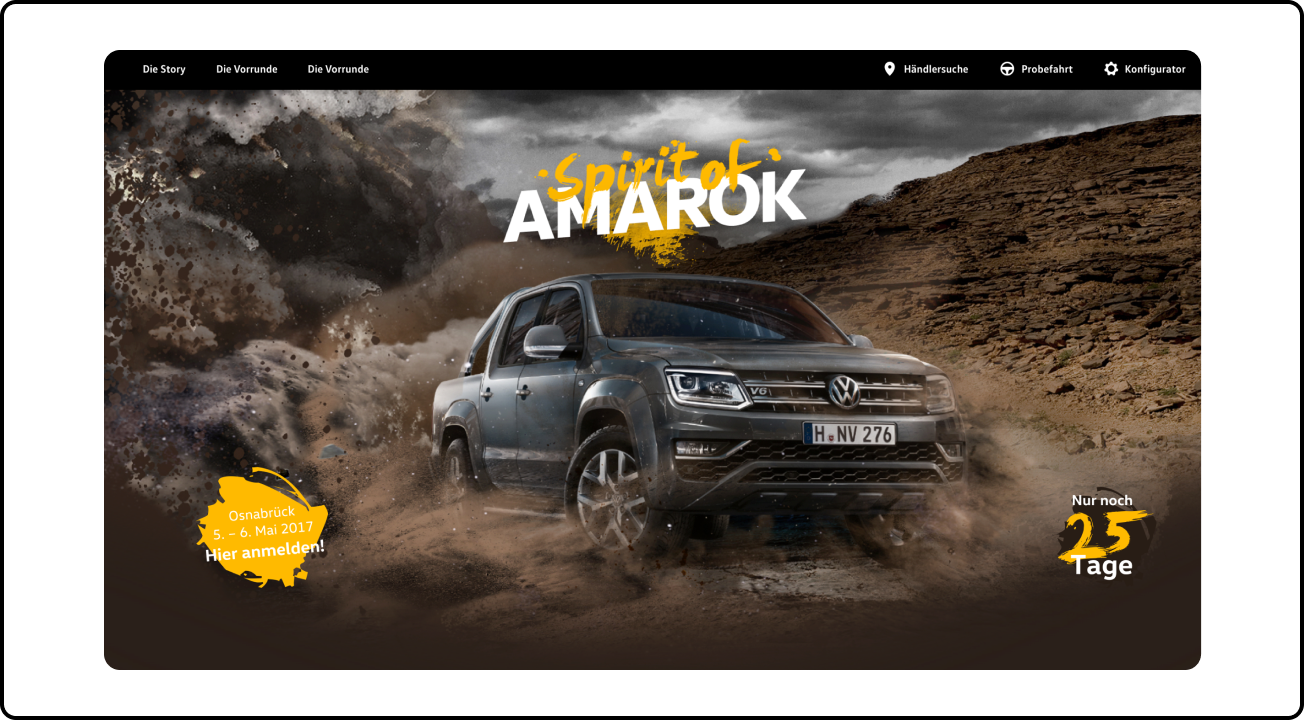 Die Story
Die Vorrunde
Die Vorrunde
Händlersuche
Probefahrt
Konfigurator
Spirit of
AMAROK
V6
H NV 276
Osnabrück
5. – 6. Mai 2017
Hier anmelden!
Nur noch
25
Tage